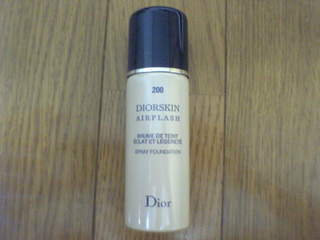 200
DIORSKIN
AIRFLASH
BRUME DE TEINT
ÉCLAT ET LÉGÈRETÉ
SPRAY FOUNDATION
Dior